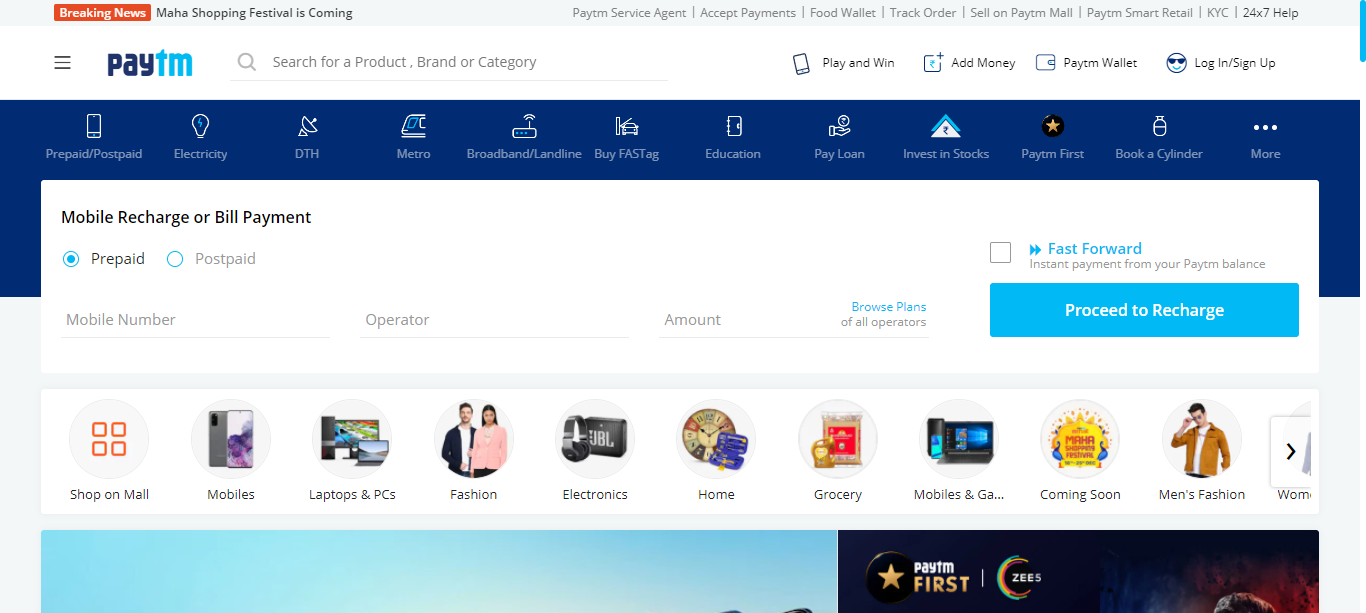 Breaking News Maha Shopping Festival is Coming
Paytm Service Agent | Accept Payments | Food Wallet | Track Order | Sell on Paytm Mall | Paytm Smart Retail | KYC | 24x7 Help
paytm
Search for a Product , Brand or Category
Play and Win
Add Money
Paytm Wallet
Log In/Sign Up
Prepaid/Postpaid
Electricity
DTH
Metro
Broadband/Landline
Buy FASTag
Education
Pay Loan
Invest in Stocks
Paytm First
Book a Cylinder
More
Mobile Recharge or Bill Payment
Prepaid
Postpaid
Fast Forward
Instant payment from your Paytm balance
Mobile Number
Operator
Amount
Browse Plans
of all operators
Proceed to Recharge
JBL
MAHA
SHOPPING
FESTIVAL
Shop on Mall
Mobiles
Laptops & PCs
Fashion
Electronics
Home
Grocery
Mobiles & Ga...
Coming Soon
Men's Fashion
Wom
paytm
FIRST
ZEE5